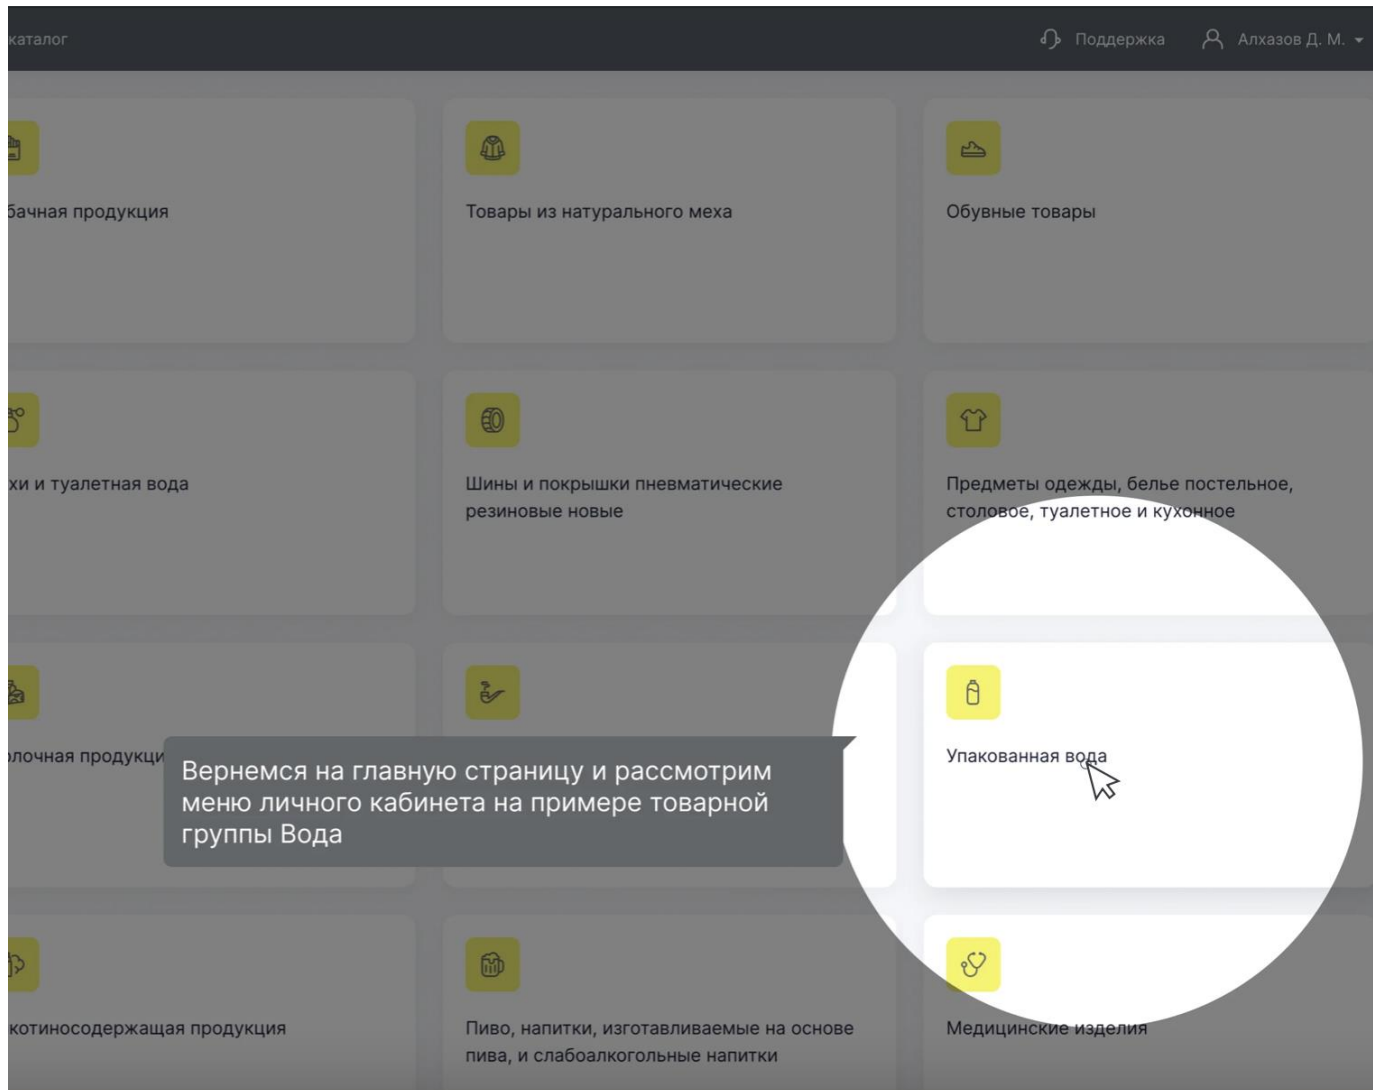 каталог
Поддержка
Алхазов Д. М.
бачная продукция
Товары из натурального меха
Обувные товары
хи и туалетная вода
Шины и покрышки пневматические
резиновые новые
Предметы одежды, белье постельное,
столовое, туалетное и кухонное
олочная продукци
Вернемся на главную страницу и рассмотрим
меню личного кабинета на примере товарной
группы Вода
Упакованная вода
котиносодержащая продукция
Пиво, напитки, изготавливаемые на основе
пива, и слабоалкогольные напитки
Медицинские изделия